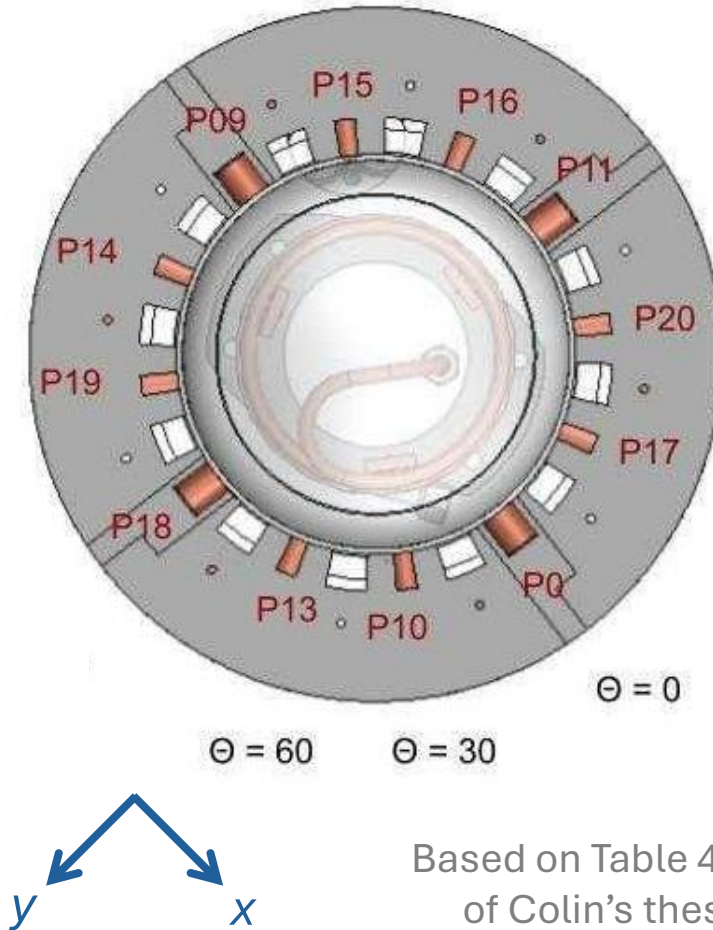 P15
P16
P09
P11
P14
P20
P19
P17
P18
P0
P13
P10
Θ = 0
Θ = 60
Θ = 30
y
x
Based on Table 4
of Colin's thes